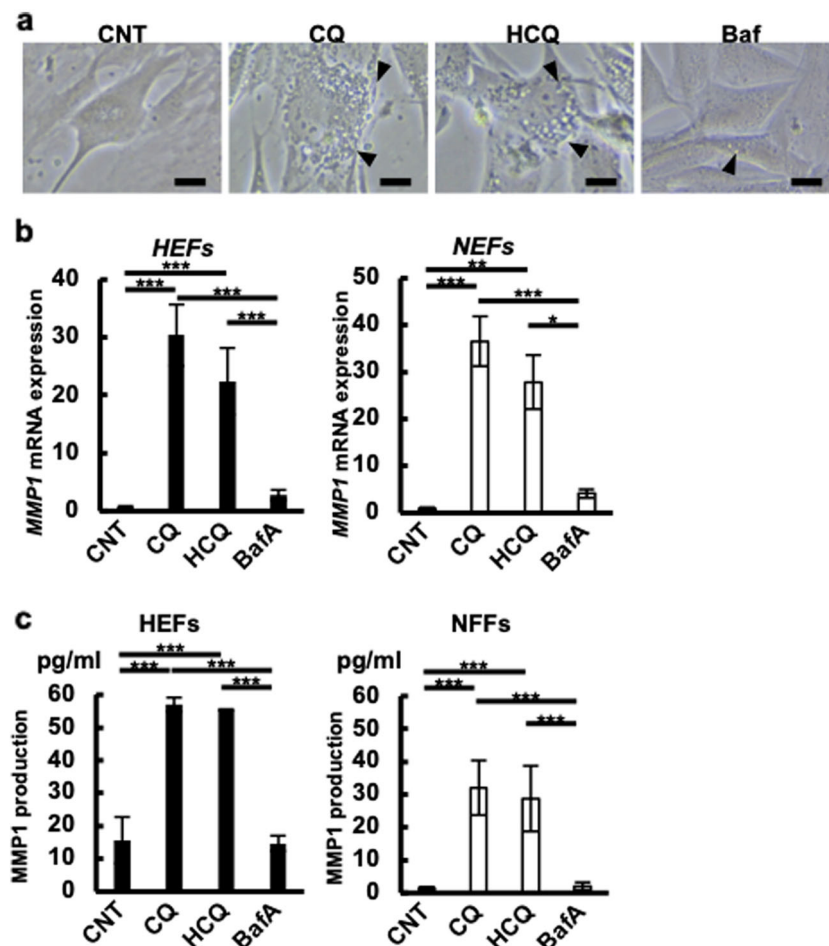 a
CNT CQ HCQ Baf
b
HEFs NEFs
*** **
*** *** *** ***
*** *
MMP1 mRNA expression
40
30
20
10
0
CNT CQ HCQ BafA
MMP1 mRNA expression
50
40
30
20
10
0
CNT CQ HCQ BafA
c
HEFs NFFs
pg/ml *** pg/ml ***
*** *** *** ***
*** ***
MMP1 production
60
50
40
30
20
10
0
CNT CQ HCQ BafA
MMP1 production
60
50
40
30
20
10
0
CNT CQ HCQ BafA